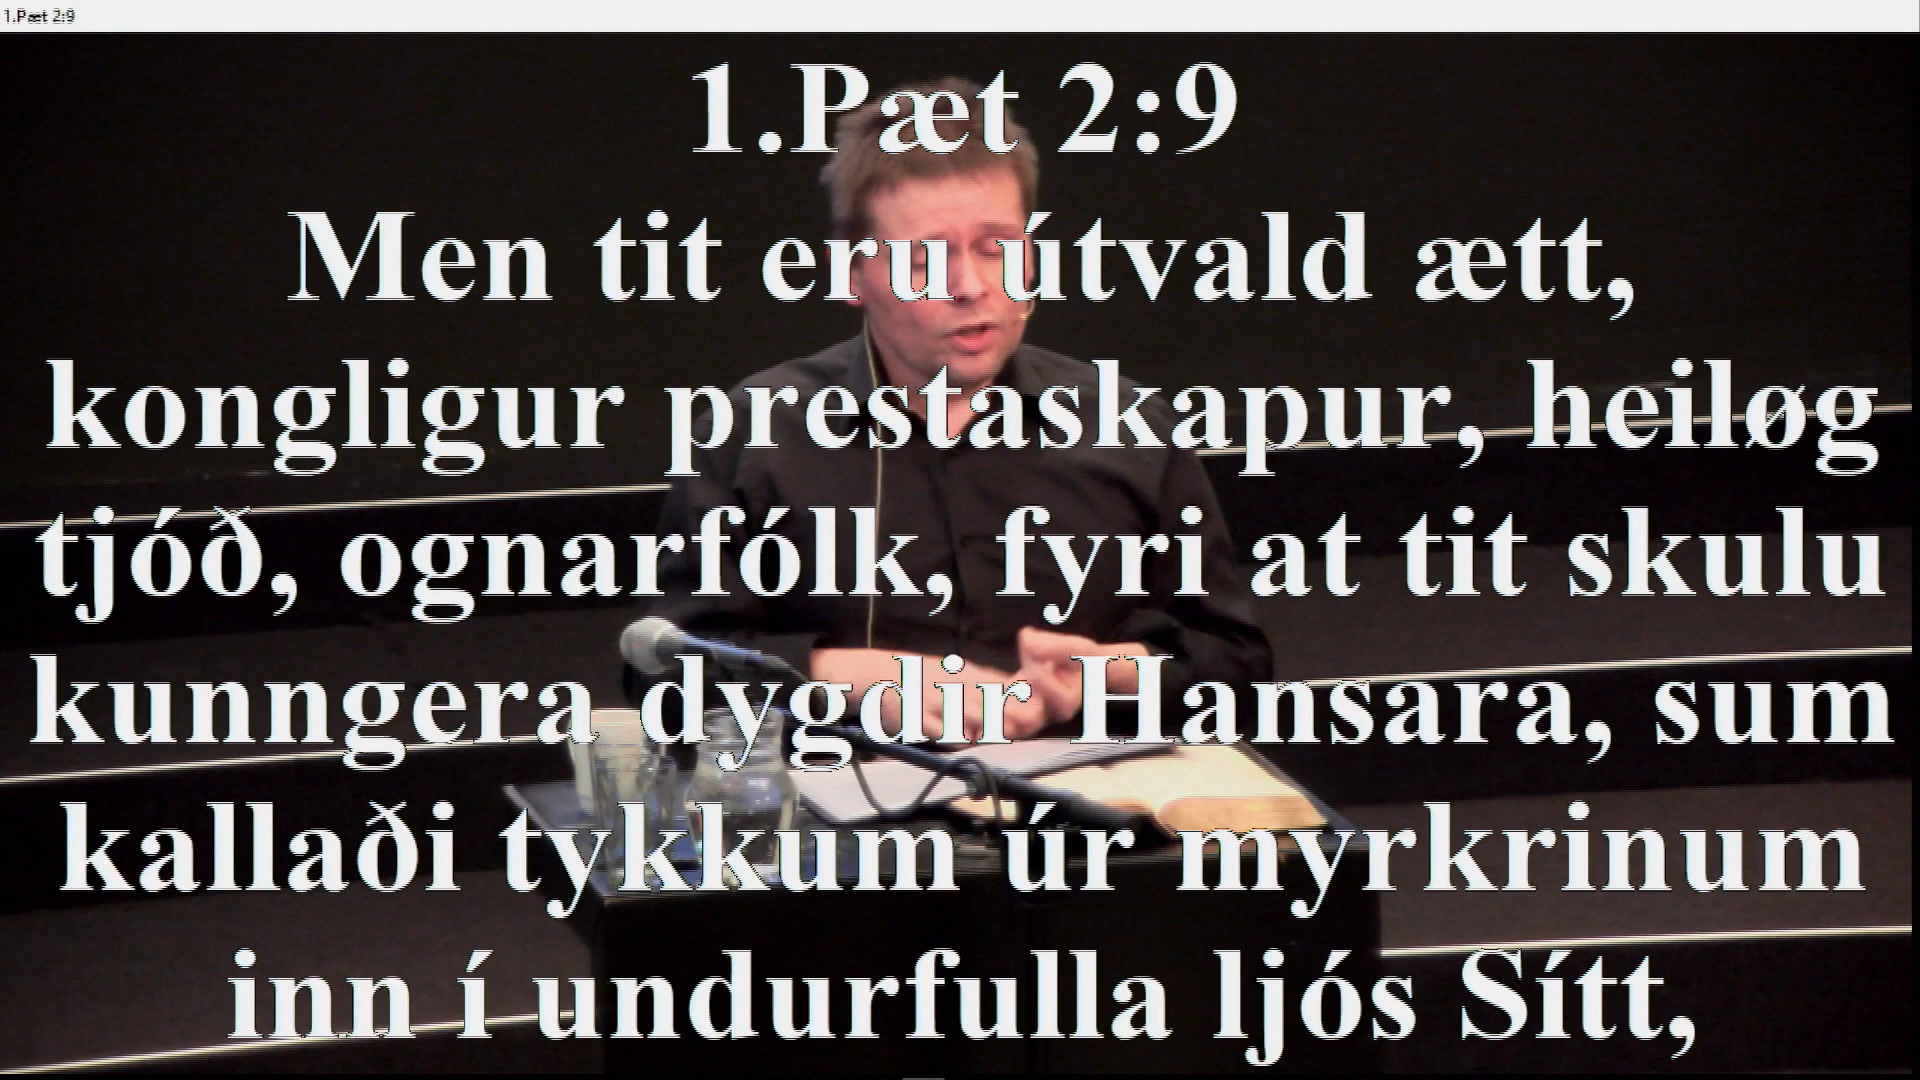 1.Pæt 2:9
1.Pæt 2:9
Men tit eru útvald ætt,
kongligur prestaskapur, heiløg
tjóð, ognarfólk, fyri at tit skulu
kunngera dygdir Hansara, sum
kallaði tykkum úr myrkrinum
inn í undurfulla ljós Sítt,